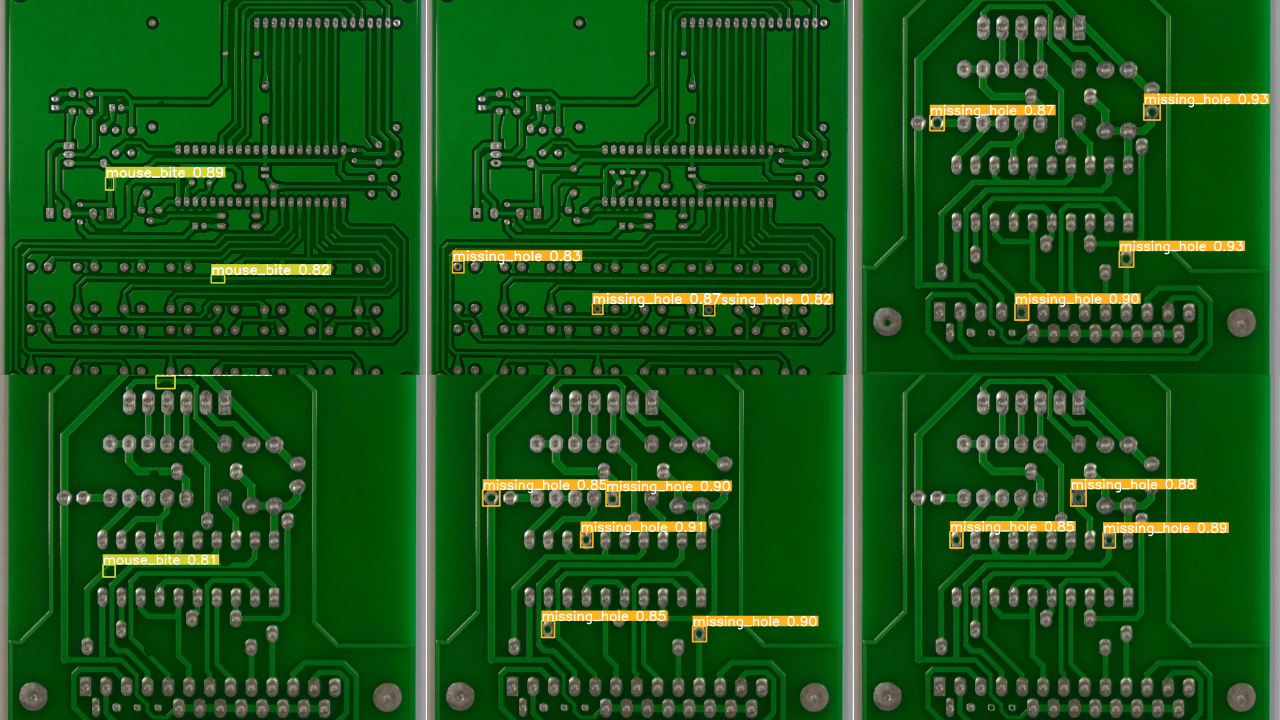 mouse_bite 0.89
mouse_bite 0.82
missing_hole 0.83
missing_hole 0.87
ssing_hole 0.82
missing_hole 0.87
missing_hole 0.93
missing_hole 0.93
missing_hole 0.90
mouse_bite 0.81
missing_hole 0.85
missing_hole 0.90
missing_hole 0.91
missing_hole 0.85
missing_hole 0.90
missing_hole 0.88
missing_hole 0.85
missing_hole 0.89